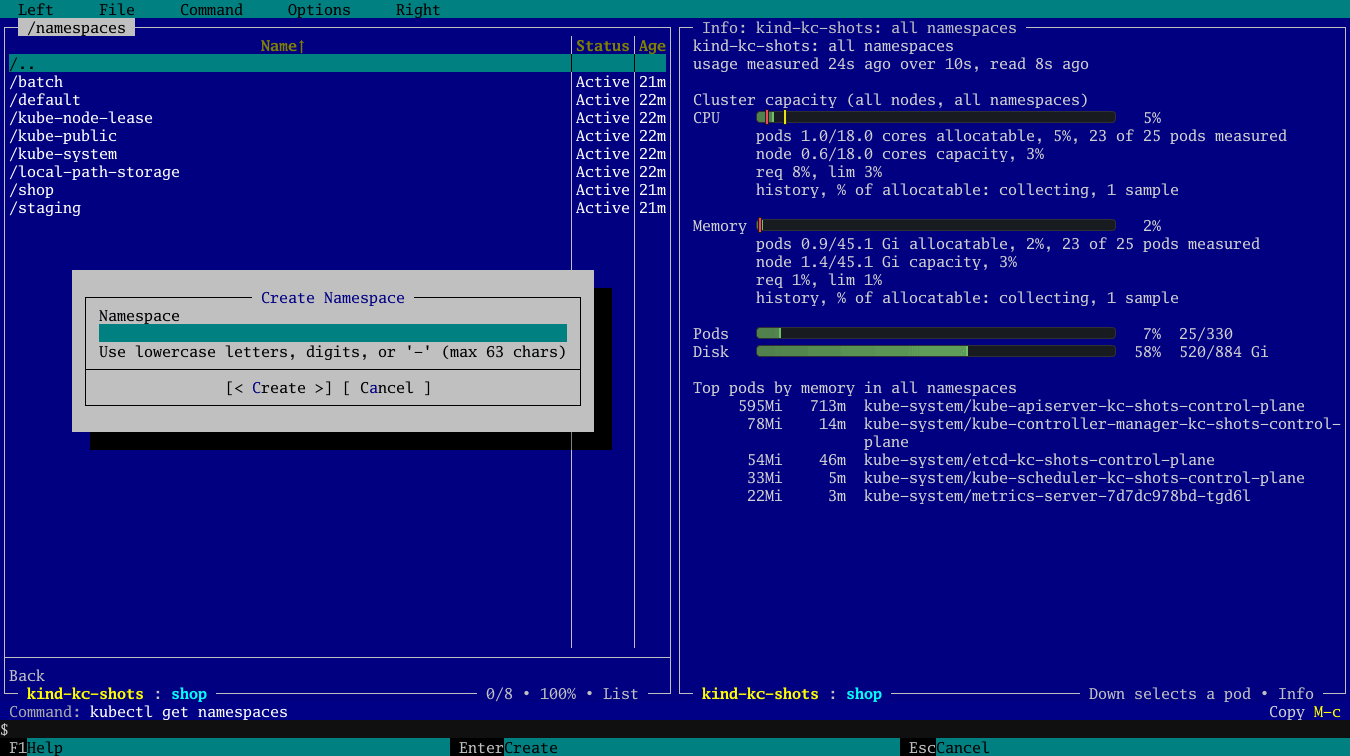 Left File Command Options Right
/namespaces
Name↑ Status Age
/..
/batch Active 21m
/default Active 22m
/kube-node-lease Active 22m
/kube-public Active 22m
/kube-system Active 22m
/local-path-storage Active 22m
/shop Active 21m
/staging Active 21m
Create Namespace
Namespace
Use lowercase letters, digits, or '-' (max 63 chars)
[< Create >] [ Cancel ]
Back
kind-kc-shots : shop 0/8 • 100% • List
Info: kind-kc-shots: all namespaces
kind-kc-shots: all namespaces
usage measured 24s ago over 10s, read 8s ago
Cluster capacity (all nodes, all namespaces)
CPU 5%
pods 1.0/18.0 cores allocatable, 5%, 23 of 25 pods measured
node 0.6/18.0 cores capacity, 3%
req 8%, lim 3%
history, % of allocatable: collecting, 1 sample
Memory 2%
pods 0.9/45.1 Gi allocatable, 2%, 23 of 25 pods measured
node 1.4/45.1 Gi capacity, 3%
req 1%, lim 1%
history, % of allocatable: collecting, 1 sample
Pods 7% 25/330
Disk 58% 520/884 Gi
Top pods by memory in all namespaces
595Mi 713m kube-system/kube-apiserver-kc-shots-control-plane
78Mi 14m kube-system/kube-controller-manager-kc-shots-control-
plane
54Mi 46m kube-system/etcd-kc-shots-control-plane
33Mi 5m kube-system/kube-scheduler-kc-shots-control-plane
22Mi 3m kube-system/metrics-server-7d7dc978bd-tgd6l
kind-kc-shots : shop Down selects a pod • Info
Command: kubectl get namespaces Copy M-c
$
F1Help EnterCreate EscCancel